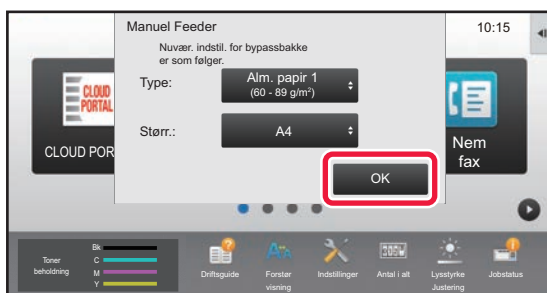 Manuel Feeder
10:15
Nuvær. indstil. for bypassbakke
er som følger.
Type:
Alm. papir 1
(60 - 89 g/m²)
Størr.:
A4
OK
CLOUD
PORTAL
CLOUD POR
Nem
fax
Toner
beholdning
Bk
C
M
Y
Driftsguide
Forstør
visning
Indstillinger
Antal i alt
Lysstyrke
Justering
Jobstatus